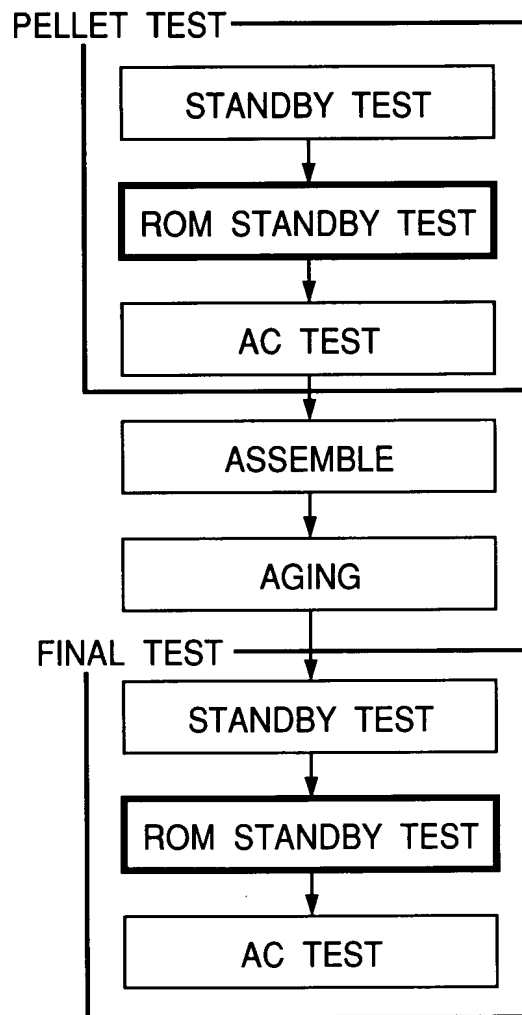 PELLET TEST
STANDBY TEST
ROM STANDBY TEST
AC TEST
ASSEMBLE
AGING
FINAL TEST
STANDBY TEST
ROM STANDBY TEST
AC TEST